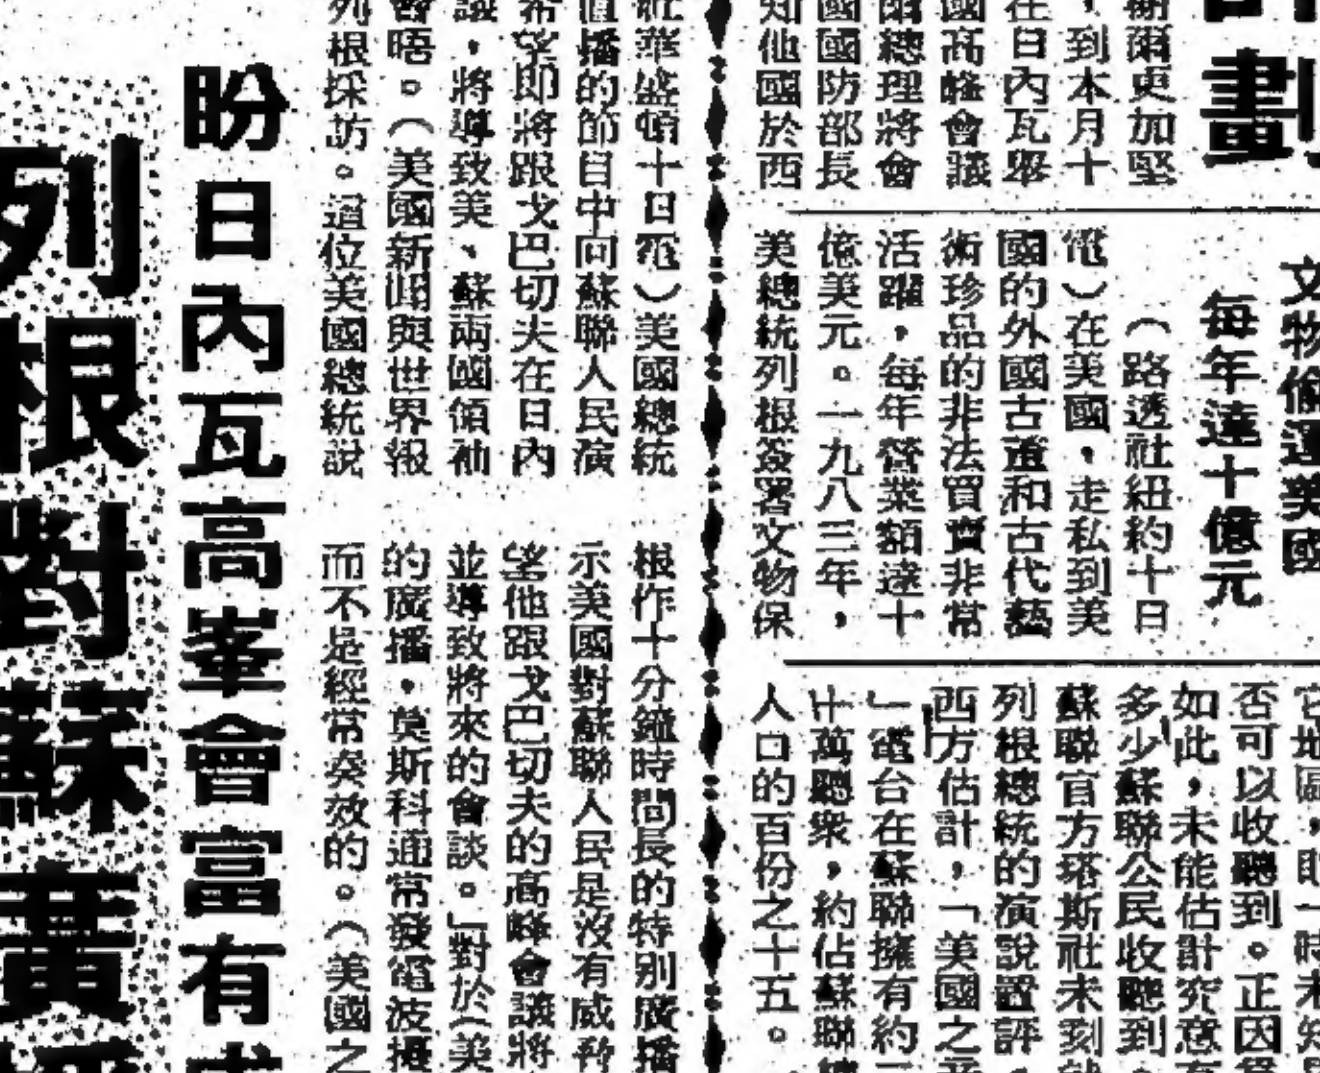 劃
謝爾更加堅
，到本月十
在日內瓦舉
國高峰會議
爾總理將會
國國防部長
知他國於西
文物偷運美國
每年達十億元
（路透社紐約十日
電）在美國，走私到美
國的外國古董和古代藝
術珍品的非法買賣非常
活躍，每年營業額達十
億美元。一九八三年，
美總統列根簽署文物保
否可以收聽到。正因
如此，未能估計究竟有
多少蘇聯公民收聽到
蘇聯官方塔斯社未
列根總統的演說置評
西方估計，「美國之音
」電台在蘇聯擁有約
萬聽衆，約佔蘇聯
人口的百份之十五。
社華盛頓十日電）美國總統
值播的節目中向蘇聯人民演
希望即將跟戈巴切夫在日內
議，將導致美、蘇兩國領袖
會晤。（美國新聞與世界報
列根採訪。這位美國總統說
根作十分鐘時間長的特別廣播
示美國對蘇聯人民是沒有威脅
望他跟戈巴切夫的高峰會議將
並導致將來的會談。」對於（美
的廣播，莫斯科通常發電波擾
而不是經常奏效的。（美國之
盼日內瓦高峯會富有成
列根對蘇廣播